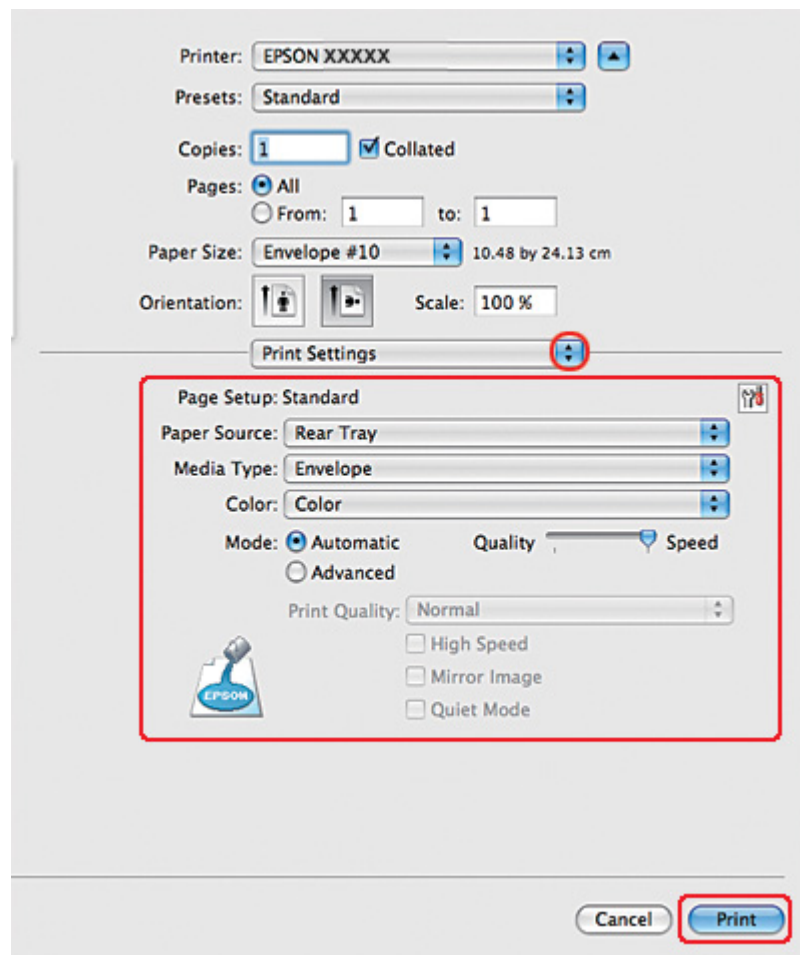 Printer: EPSON XXXXX
Presets: Standard
Copies: 1 Collated
Pages: All
From: 1 to: 1
Paper Size: Envelope #10 10.48 by 24.13 cm
Orientation: Scale: 100 %
Print Settings
Page Setup: Standard
Paper Source: Rear Tray
Media Type: Envelope
Color: Color
Mode: Automatic Quality Speed
Advanced
Print Quality: Normal
High Speed
Mirror Image
EPSON
Quiet Mode
Cancel Print